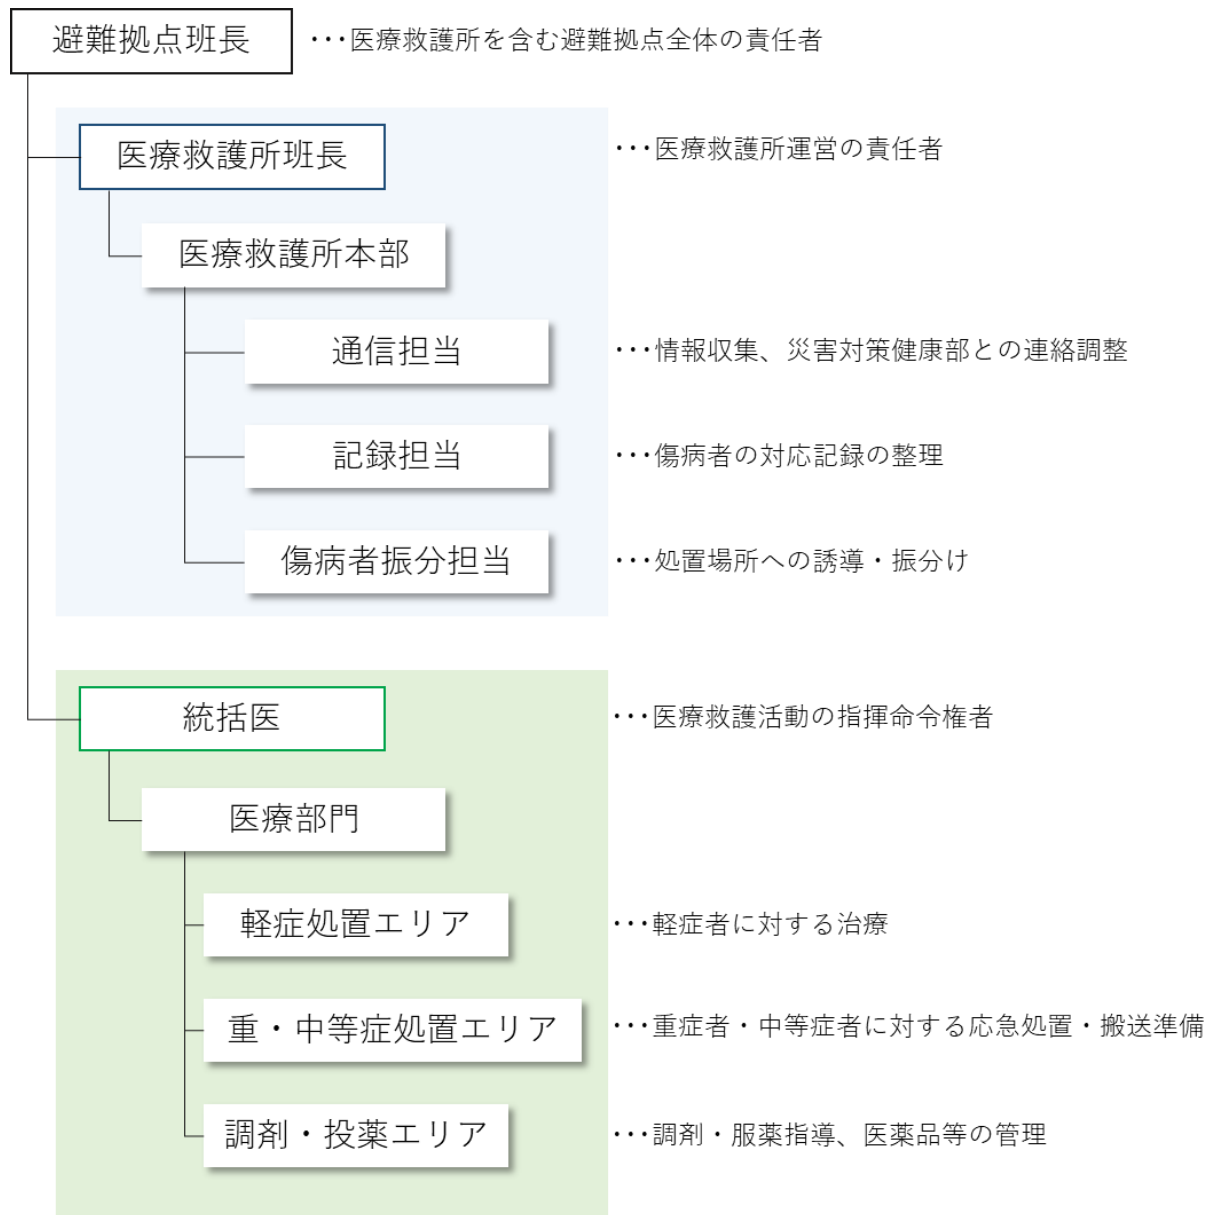 避難拠点班長 ･･･医療救護所を含む避難拠点全体の責任者
医療救護所班長 ･･･医療救護所運営の責任者
医療救護所本部
通信担当 ･･･情報収集、災害対策健康部との連絡調整
記録担当 ･･･傷病者の対応記録の整理
傷病者振分担当 ･･･処置場所への誘導・振分け
統括医 ･･･医療救護活動の指揮命令権者
医療部門
軽症処置エリア ･･･軽症者に対する治療
重・中等症処置エリア ･･･重症者・中等症者に対する応急処置・搬送準備
調剤・投薬エリア ･･･調剤・服薬指導、医薬品等の管理